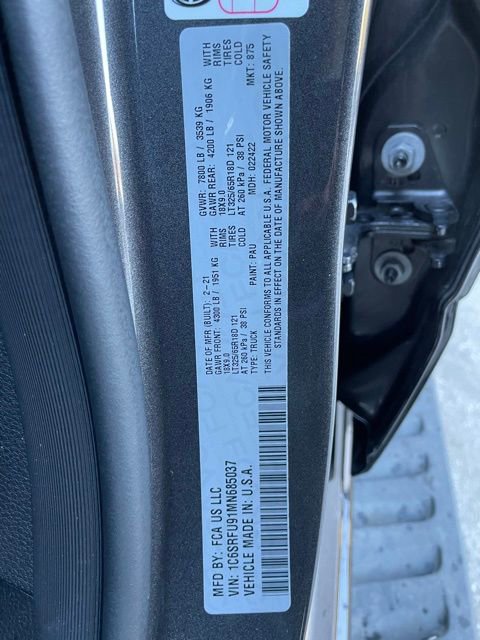 MFD BY: FCA US LLC
DATE OF MFR (BUILT): 2-21
GVWR: 7800 LB / 3539 KG
GAWR FRONT: 4300 LB / 1951 KG WITH
18X9.0 RIMS
LT325/65R18D 121 TIRES
AT 260 kPa / 38 PSI COLD
GAWR REAR: 4200 LB / 1906 KG WITH
18X9.0 RIMS
LT325/65R18D 121 TIRES
AT 260 kPa / 38 PSI COLD
VIN: 1C6SRFU91MN685037
TYPE: TRUCK PAINT: PAU MDH: 022422 MKT: 875
VEHICLE MADE IN U.S.A.
THIS VEHICLE CONFORMS TO ALL APPLICABLE U.S.A. FEDERAL MOTOR VEHICLE SAFETY
STANDARDS IN EFFECT ON THE DATE OF MANUFACTURE SHOWN ABOVE.